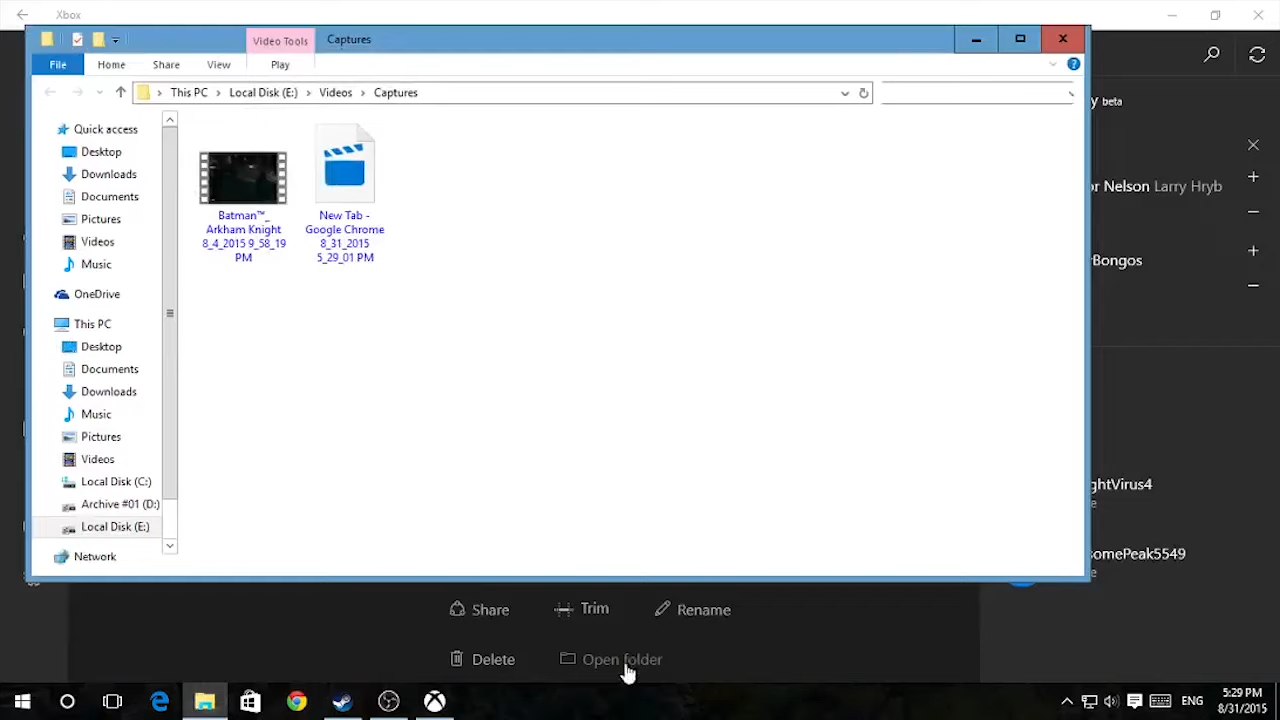 Xbox
Video Tools
Captures
File
Home
Share
View
Play
This PC
Local Disk (E:)
Videos
Captures
Quick access
Desktop
Downloads
Documents
Pictures
Videos
Music
OneDrive
This PC
Desktop
Documents
Downloads
Music
Pictures
Videos
Local Disk (C:)
Archive #01 (D:)
Local Disk (E:)
Network
Batman™_
Arkham Knight
8_4_2015 9_58_19
PM
New Tab -
Google Chrome
8_31_2015
5_29_01 PM
y beta
or Nelson Larry Hryb
Bongos
ghtVirus4
e
omePeak5549
e
Share
Trim
Rename
Delete
Open folder
ENG
5:29 PM
8/31/2015